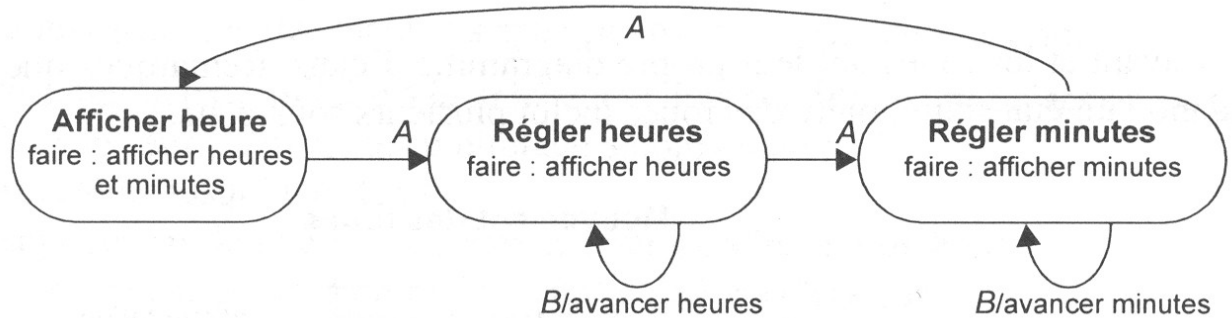 A
Afficher heure
faire : afficher heures
et minutes
A
Régler heures
faire : afficher heures
A
Régler minutes
faire : afficher minutes
B/avancer heures
B/avancer minutes